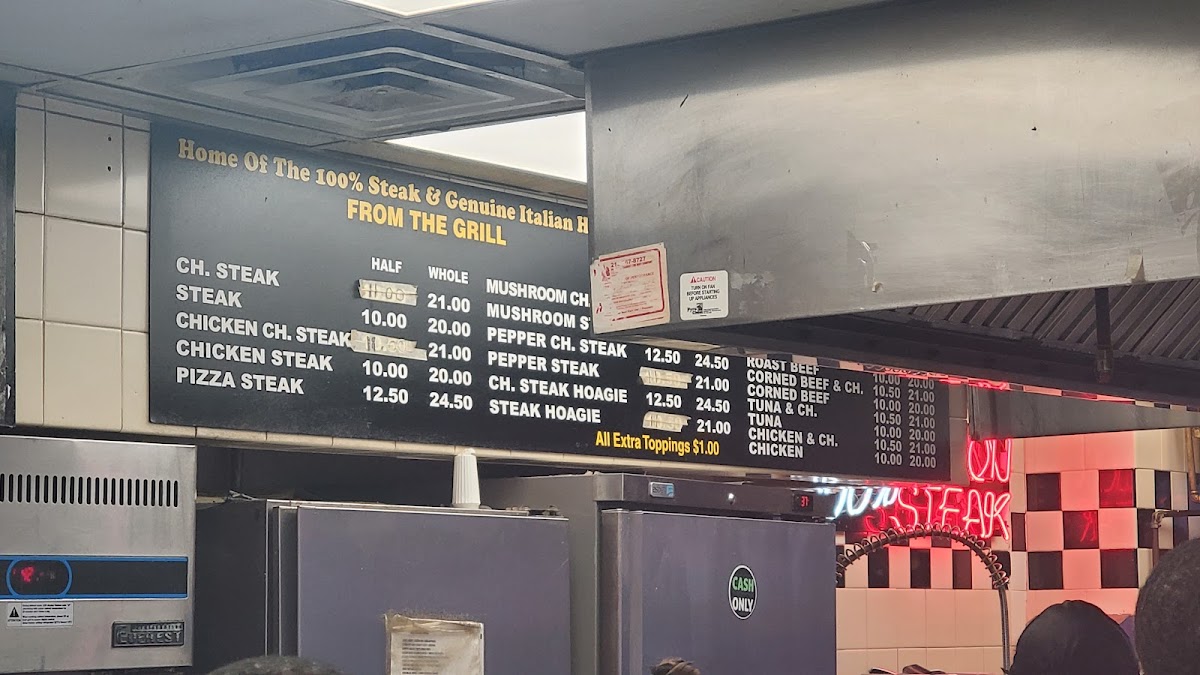 Home Of The 100% Steak & Genuine Italian H
FROM THE GRILL
HALF WHOLE
CH. STEAK 11.00 21.00
STEAK 10.00 20.00
CHICKEN CH. STEAK 10.50 21.00
CHICKEN STEAK 10.00 20.00
PIZZA STEAK 12.50 24.50
MUSHROOM CH
MUSHROOM S
PEPPER CH. STEAK 12.50 24.50
PEPPER STEAK 21.00
CH. STEAK HOAGIE 12.50 24.50
STEAK HOAGIE 21.00
All Extra Toppings $1.00
ROAST BEEF 10.00 20.00
CORNED BEEF & CH. 10.50 21.00
CORNED BEEF 10.00 20.00
TUNA & CH. 10.50 21.00
TUNA 10.00 20.00
CHICKEN & CH. 10.50 21.00
CHICKEN 10.00 20.00
CAUTION
TURN ON FAN
BEFORE STARTING
UP APPLIANCES
STEAK
37
CASH
ONLY
EVEREST